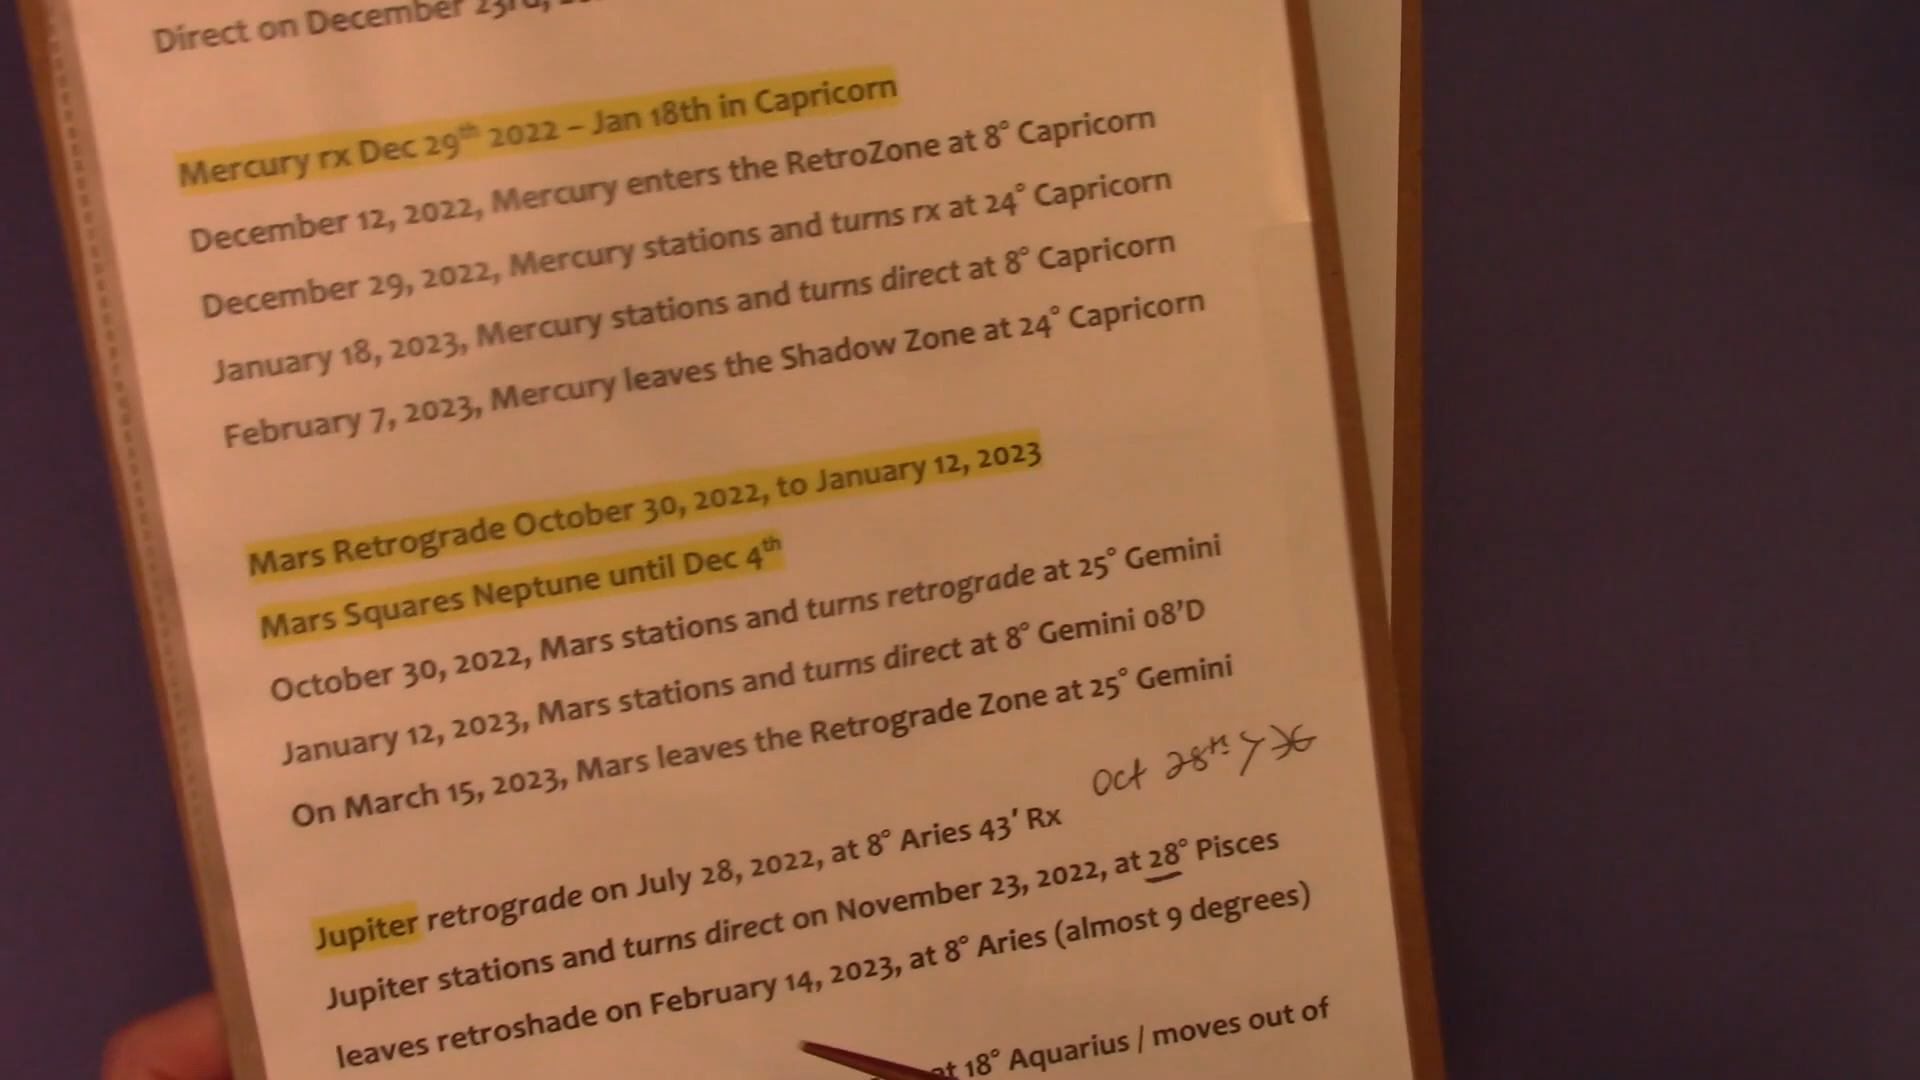 Direct on December 23rd,
Mercury rx Dec 29th 2022 – Jan 18th in Capricorn
December 12, 2022, Mercury enters the RetroZone at 8° Capricorn
December 29, 2022, Mercury stations and turns rx at 24° Capricorn
January 18, 2023, Mercury stations and turns direct at 8° Capricorn
February 7, 2023, Mercury leaves the Shadow Zone at 24° Capricorn
Mars Retrograde October 30, 2022, to January 12, 2023
Mars Squares Neptune until Dec 4th
October 30, 2022, Mars stations and turns retrograde at 25° Gemini
January 12, 2023, Mars stations and turns direct at 8° Gemini 08'D
On March 15, 2023, Mars leaves the Retrograde Zone at 25° Gemini
Oct 28th
Jupiter retrograde on July 28, 2022, at 8° Aries 43' Rx
Jupiter stations and turns direct on November 23, 2022, at 28° Pisces
leaves retroshade on February 14, 2023, at 8° Aries (almost 9 degrees)
at 18° Aquarius / moves out of